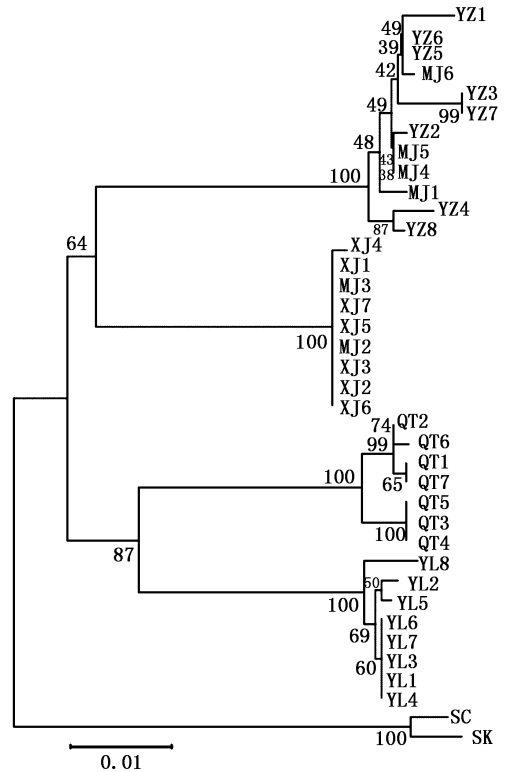 YZ1
49
YZ6
39
YZ5
42
MJ6
YZ3
49
99
YZ7
YZ2
48
43
MJ5
38
MJ4
100
MJ1
YZ4
87
YZ8
64
XJ4
XJ1
MJ3
XJ7
XJ5
100
MJ2
XJ3
XJ2
XJ6
74
QT2
99
QT6
QT1
100
65
QT7
QT5
QT3
100
QT4
87
YL8
50
YL2
100
YL5
YL6
69
YL7
YL3
60
YL1
YL4
SC
100
SK
0.01